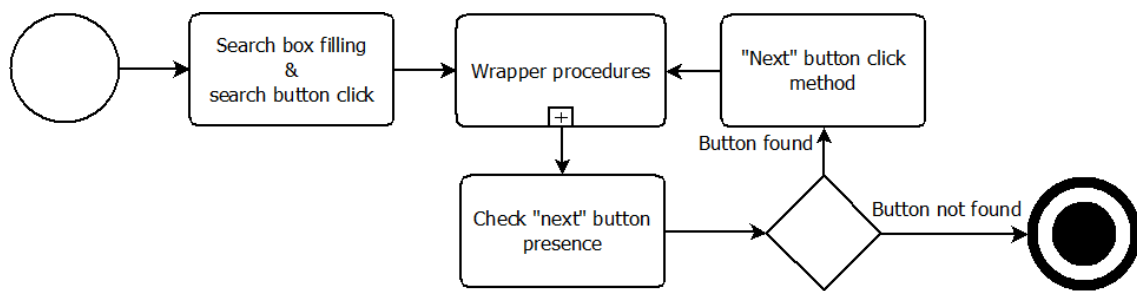 Search box filling
&
search button click
Wrapper procedures
"Next" button click
method
Button found
Check "next" button
presence
Button not found